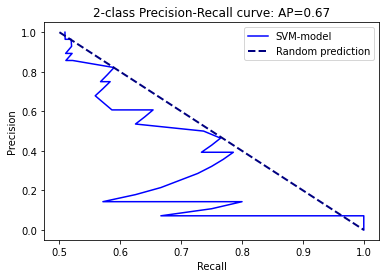 2-class Precision-Recall curve: AP=0.67
SVM-model
Random prediction
Precision
1.0
0.8
0.6
0.4
0.2
0.0
0.5
0.6
0.7
0.8
0.9
1.0
Recall